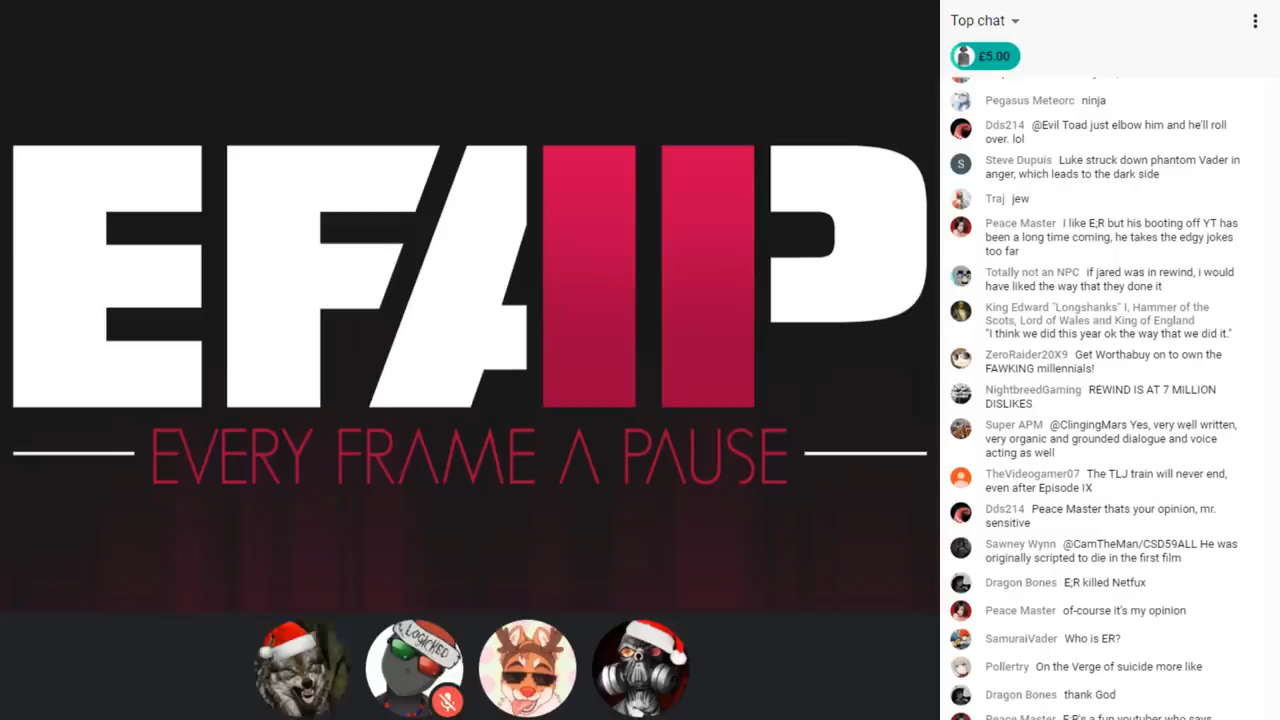 EFAP
EVERY FRAME A PAUSE
LOGICKED
Top chat
£5.00
Pegasus Meteorc ninja
Dds214 @Evil Toad just elbow him and he'll roll
over. lol
S
Steve Dupuis Luke struck down phantom Vader in
anger, which leads to the dark side
Traj jew
Peace Master I like E;R but his booting off YT has
been a long time coming, he takes the edgy jokes
too far
Totally not an NPC if jared was in rewind, i would
have liked the way that they done it
King Edward "Longshanks" I, Hammer of the
Scots, Lord of Wales and King of England
"I think we did this year ok the way that we did it."
ZeroRaider20X9 Get Worthabuy on to own the
FAWKING millennials!
NightbreedGaming REWIND IS AT 7 MILLION
DISLIKES
Super APM @ClingingMars Yes, very well written,
very organic and grounded dialogue and voice
acting as well
TheVideogamer07 The TLJ train will never end,
even after Episode IX
Dds214 Peace Master thats your opinion, mr.
sensitive
Sawney Wynn @CamTheMan/CSD59ALL He was
originally scripted to die in the first film
Dragon Bones E;R killed Netfux
Peace Master of-course it's my opinion
SamuraiVader Who is ER?
Pollertry On the Verge of suicide more like
Dragon Bones thank God
Peace Master E;R's a fun youtuber who says